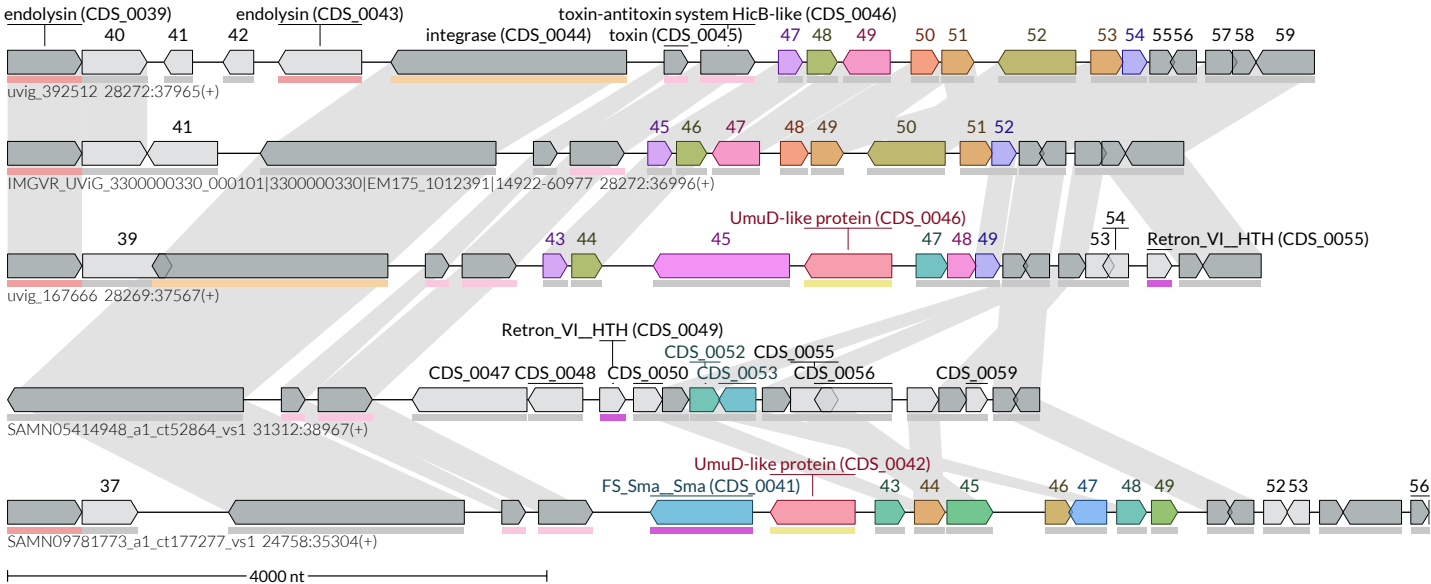 endolysin (CDS_0039) endolysin (CDS_0043) toxin-antitoxin system HicB-like (CDS_0046)
40 41 42 integrase (CDS_0044) toxin (CDS_0045) 47 48 49 50 51 52 53 54 55 56 57 58 59
uvig_392512 28272:37965(+)
41 45 46 47 48 49 50 51 52
IMGVR_UViG_3300000330_000101|3300000330|EM175_1012391|14922-60977 28272:36996(+)
UmuD-like protein (CDS_0046) 54
39 43 44 45 47 48 49 53 Retron_VI__HTH (CDS_0055)
uvig_167666 28269:37567(+)
Retron_VI__HTH (CDS_0049)
CDS_0052 CDS_0055
CDS_0047 CDS_0048 CDS_0050 CDS_0053 CDS_0056 CDS_0059
SAMN05414948_a1_ct52864_vs1 31312:38967(+)
UmuD-like protein (CDS_0042)
37 FS_Sma__Sma (CDS_0041) 43 44 45 46 47 48 49 52 53 56
SAMN09781773_a1_ct177277_vs1 24758:35304(+)
4000 nt